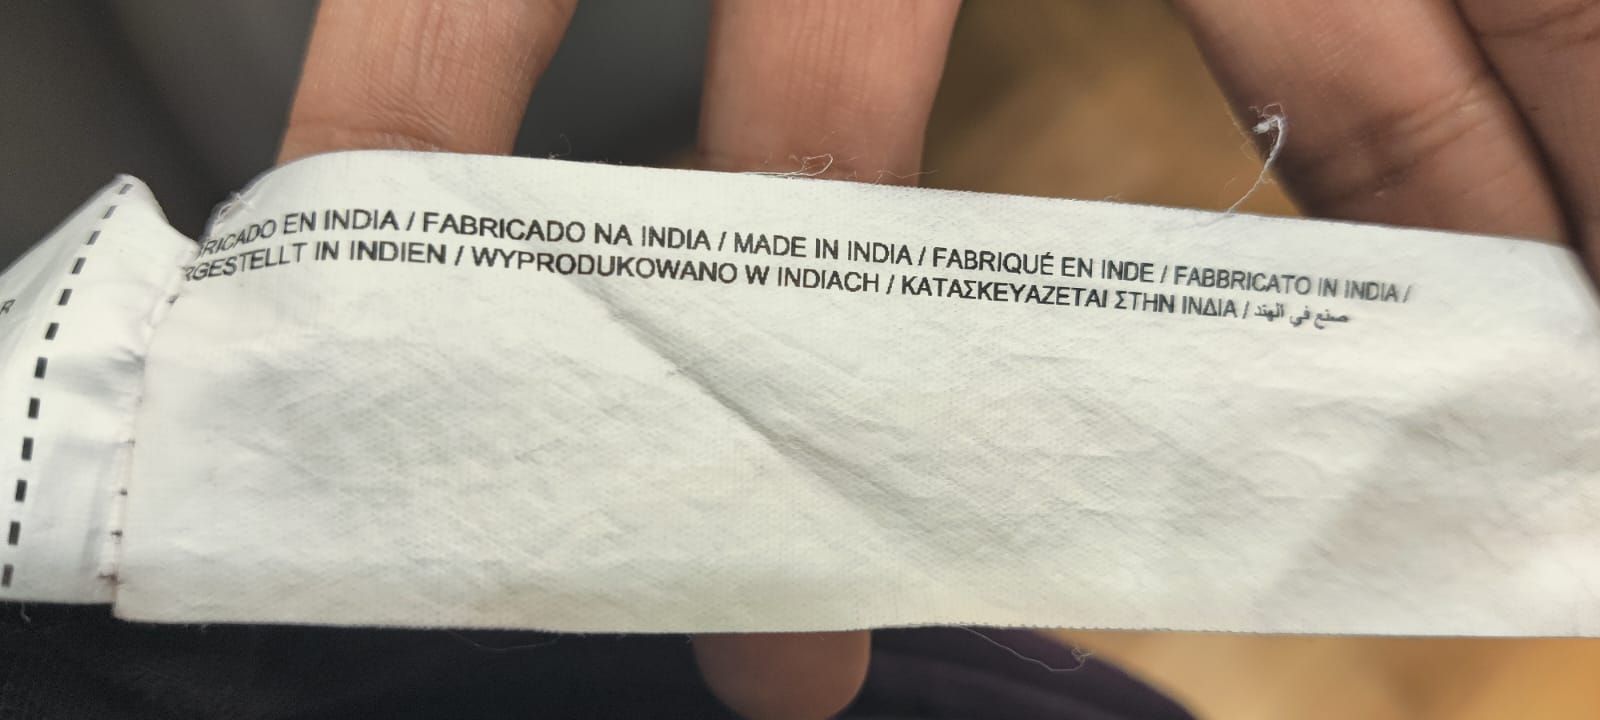 RICADO EN INDIA / FABRICADO NA INDIA / MADE IN INDIA / FABRIQUÉ EN INDE / FABBRICATO IN INDIA /
RGESTELLT IN INDIEN / WYPRODUKOWANO W INDIACH / ΚΑΤΑΣΚΕΥΑΖΕΤΑΙ ΣΤΗΝ ΙΝΔΙΑ / صنع في الهند
R